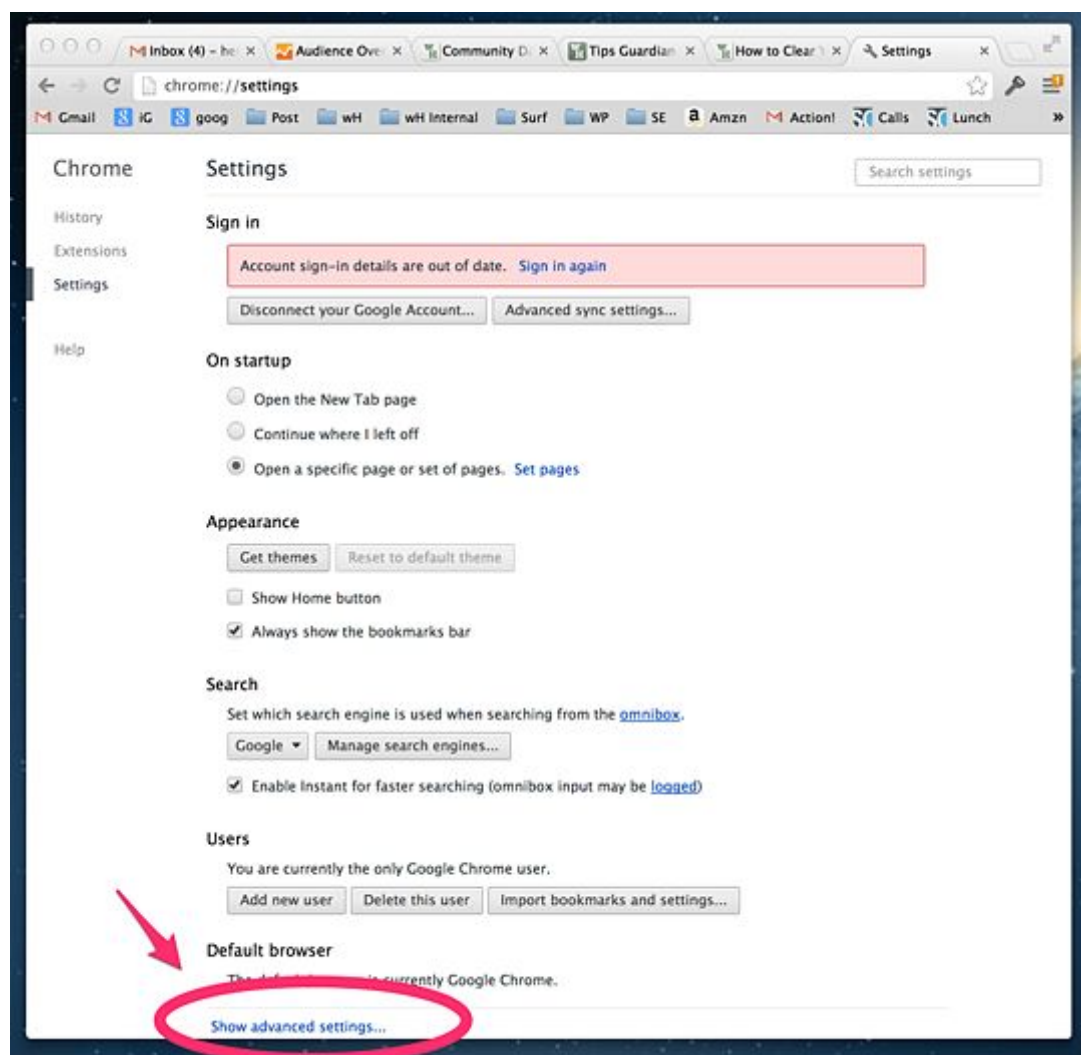 Inbox (4) – he
Audience Ove
Community D
Tips Guardian
How to Clear
Settings
chrome://settings
Gmail iG goog Post wH wH Internal Surf WP SE Amzn Action! Calls Lunch »
Chrome
Settings
Search settings
History
Extensions
Settings
Help
Sign in
Account sign-in details are out of date. Sign in again
Disconnect your Google Account... Advanced sync settings...
On startup
Open the New Tab page
Continue where I left off
Open a specific page or set of pages. Set pages
Appearance
Get themes Reset to default theme
Show Home button
Always show the bookmarks bar
Search
Set which search engine is used when searching from the omnibox.
Google Manage search engines...
Enable Instant for faster searching (omnibox input may be logged)
Users
You are currently the only Google Chrome user.
Add new user Delete this user Import bookmarks and settings...
Default browser
The currently Google Chrome.
Show advanced settings...